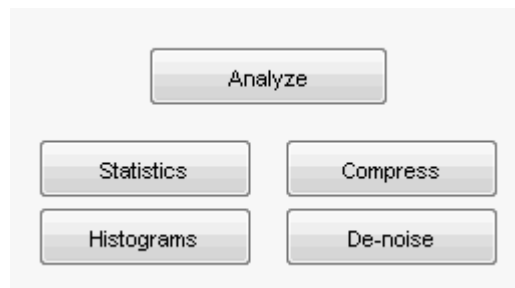 Analyze
Statistics
Compress
Histograms
De-noise